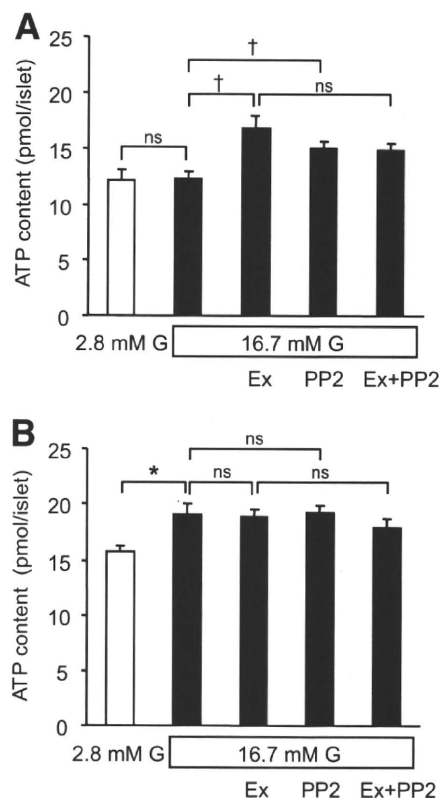 A
ATP content (pmol/islet)
25
20
15
10
5
0
†
†
ns
ns
2.8 mM G
16.7 mM G
Ex PP2 Ex+PP2
B
ATP content (pmol/islet)
25
20
15
10
5
0
ns
*
ns
ns
2.8 mM G
16.7 mM G
Ex PP2 Ex+PP2